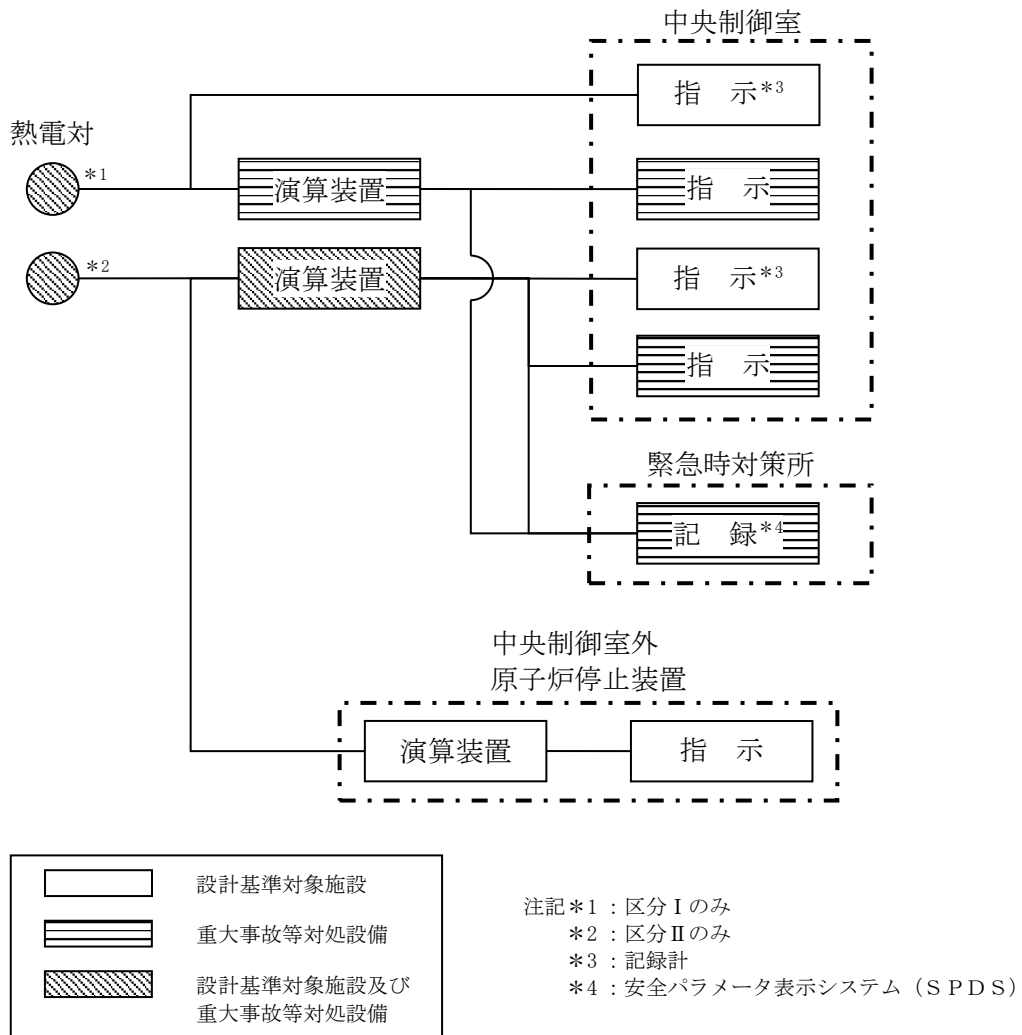 中央制御室
指　示*3
熱電対
*1
演算装置
指　示
*2
演算装置
指　示*3
指　示
緊急時対策所
記　録*4
中央制御室外
原子炉停止装置
演算装置
指　示
設計基準対象施設
重大事故等対処設備
設計基準対象施設及び
重大事故等対処設備
注記*1：区分Ⅰのみ
*2：区分Ⅱのみ
*3：記録計
*4：安全パラメータ表示システム（ＳＰＤＳ）